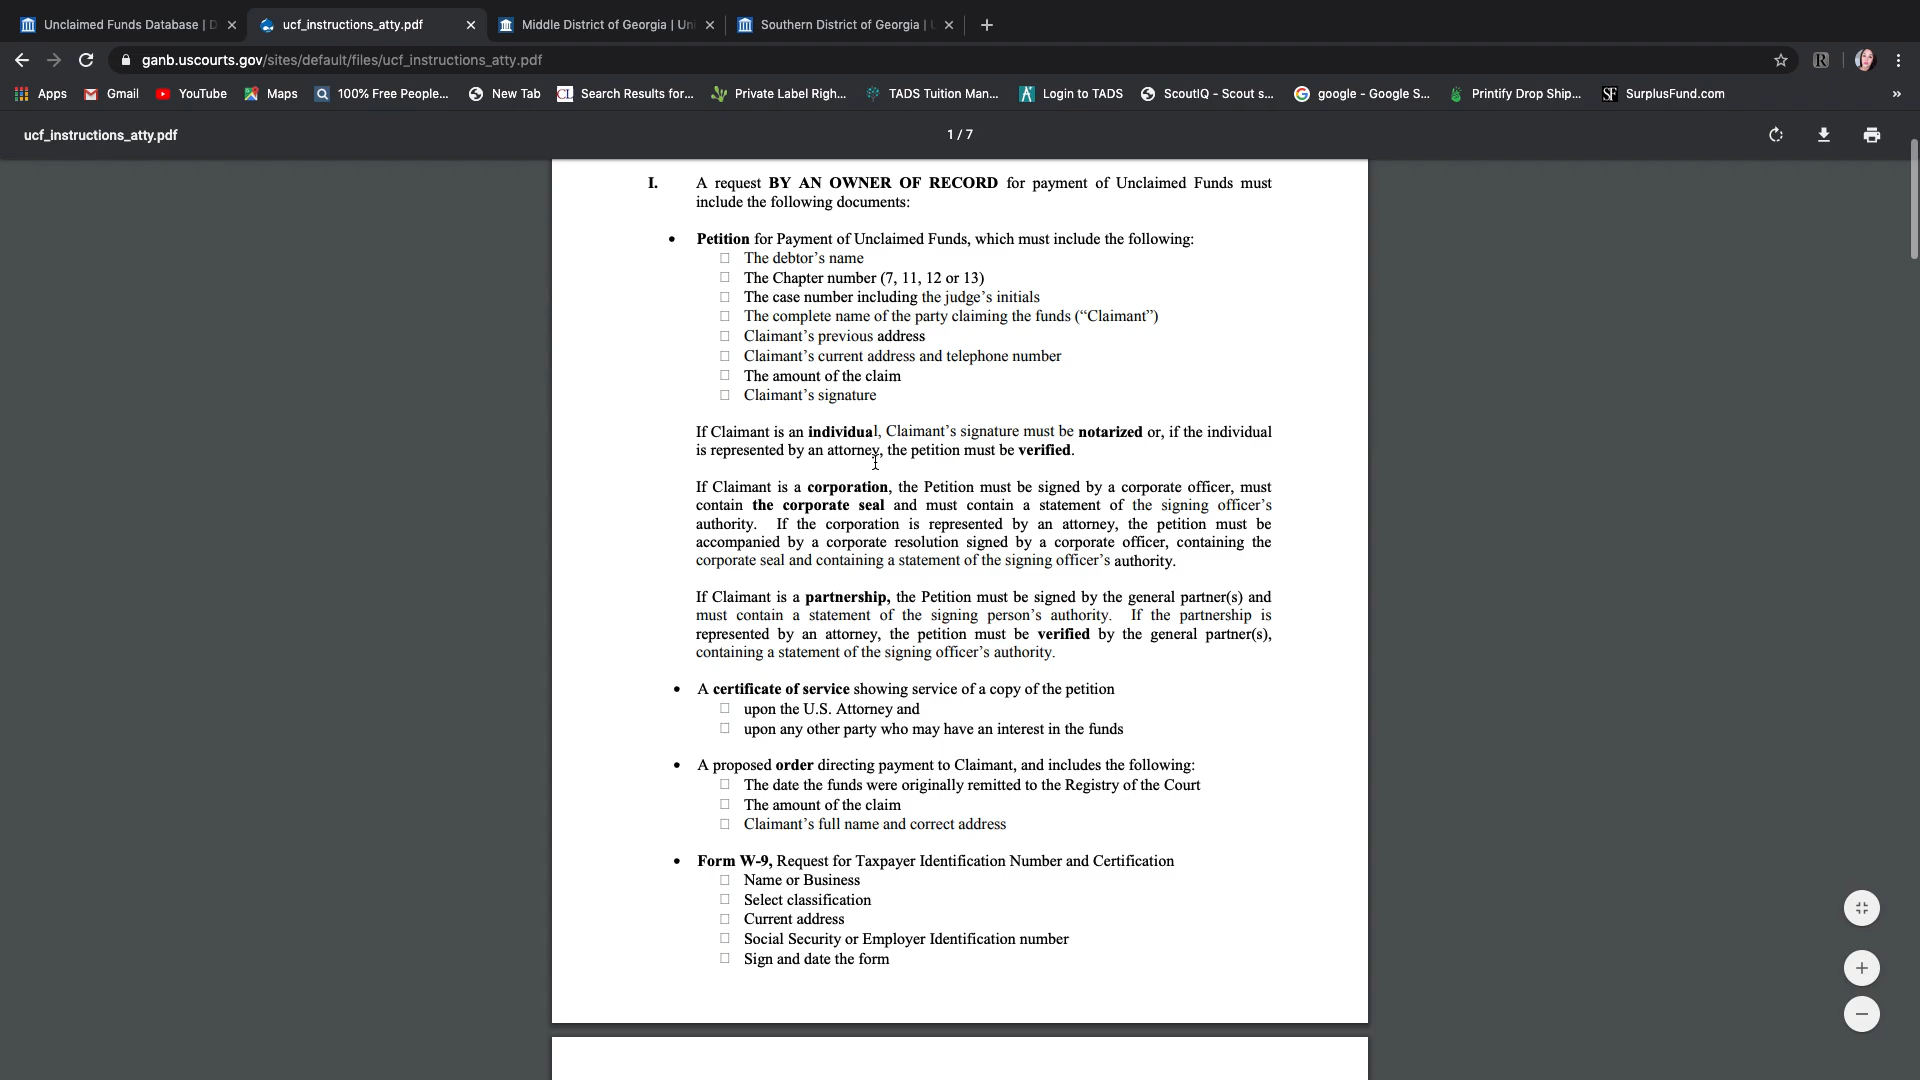 Unclaimed Funds Database | D
ucf_instructions_atty.pdf
Middle District of Georgia | Uni
Southern District of Georgia | U
ganb.uscourts.gov/sites/default/files/ucf_instructions_atty.pdf
Apps
Gmail
YouTube
Maps
100% Free People...
New Tab
CL
Search Results for...
Private Label Righ...
TADS Tuition Man...
Login to TADS
ScoutIQ - Scout s...
google - Google S...
Printify Drop Ship...
SF
SurplusFund.com
»
ucf_instructions_atty.pdf
1 / 7
I. A request BY AN OWNER OF RECORD for payment of Unclaimed Funds must
include the following documents:
• Petition for Payment of Unclaimed Funds, which must include the following:
□ The debtor's name
□ The Chapter number (7, 11, 12 or 13)
□ The case number including the judge's initials
□ The complete name of the party claiming the funds (“Claimant”)
□ Claimant's previous address
□ Claimant's current address and telephone number
□ The amount of the claim
□ Claimant's signature
If Claimant is an individual, Claimant's signature must be notarized or, if the individual
is represented by an attorney, the petition must be verified.
If Claimant is a corporation, the Petition must be signed by a corporate officer, must
contain the corporate seal and must contain a statement of the signing officer's
authority. If the corporation is represented by an attorney, the petition must be
accompanied by a corporate resolution signed by a corporate officer, containing the
corporate seal and containing a statement of the signing officer's authority.
If Claimant is a partnership, the Petition must be signed by the general partner(s) and
must contain a statement of the signing person's authority. If the partnership is
represented by an attorney, the petition must be verified by the general partner(s),
containing a statement of the signing officer's authority.
• A certificate of service showing service of a copy of the petition
□ upon the U.S. Attorney and
□ upon any other party who may have an interest in the funds
• A proposed order directing payment to Claimant, and includes the following:
□ The date the funds were originally remitted to the Registry of the Court
□ The amount of the claim
□ Claimant's full name and correct address
• Form W-9, Request for Taxpayer Identification Number and Certification
□ Name or Business
□ Select classification
□ Current address
□ Social Security or Employer Identification number
□ Sign and date the form